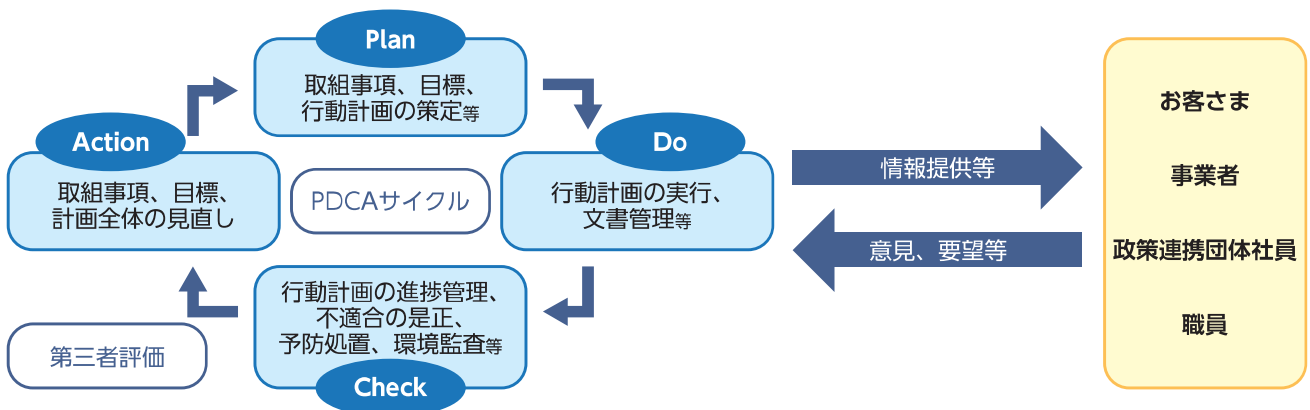 Plan
取組事項、目標、
行動計画の策定等
Action
取組事項、目標、
計画全体の見直し
PDCAサイクル
Do
行動計画の実行、
文書管理等
行動計画の進捗管理、
不適合の是正、
予防処置、環境監査等
Check
第三者評価
情報提供等
意見、要望等
お客さま
事業者
政策連携団体社員
職員